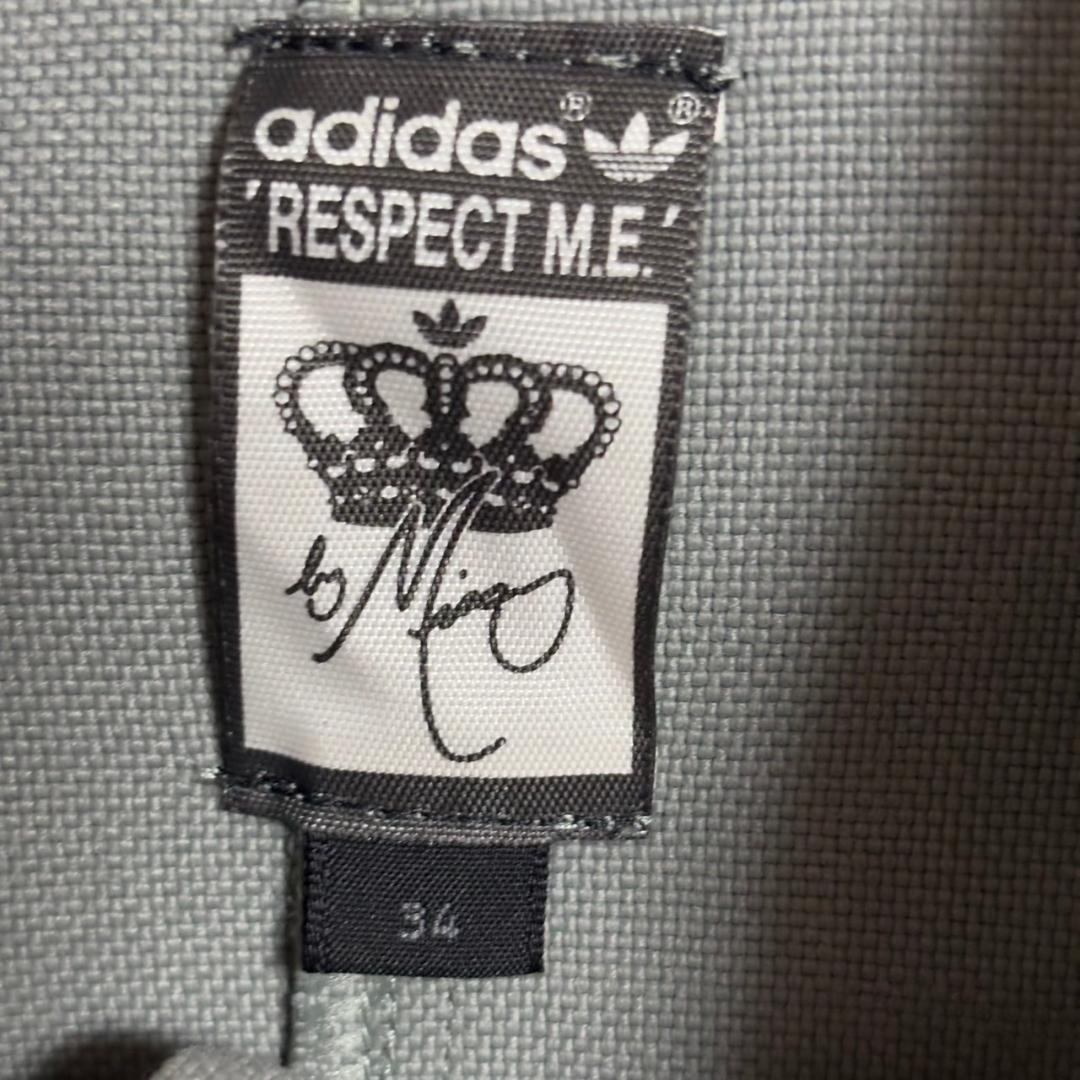 adidas® ®
'RESPECT M.E.'
by Missy
34